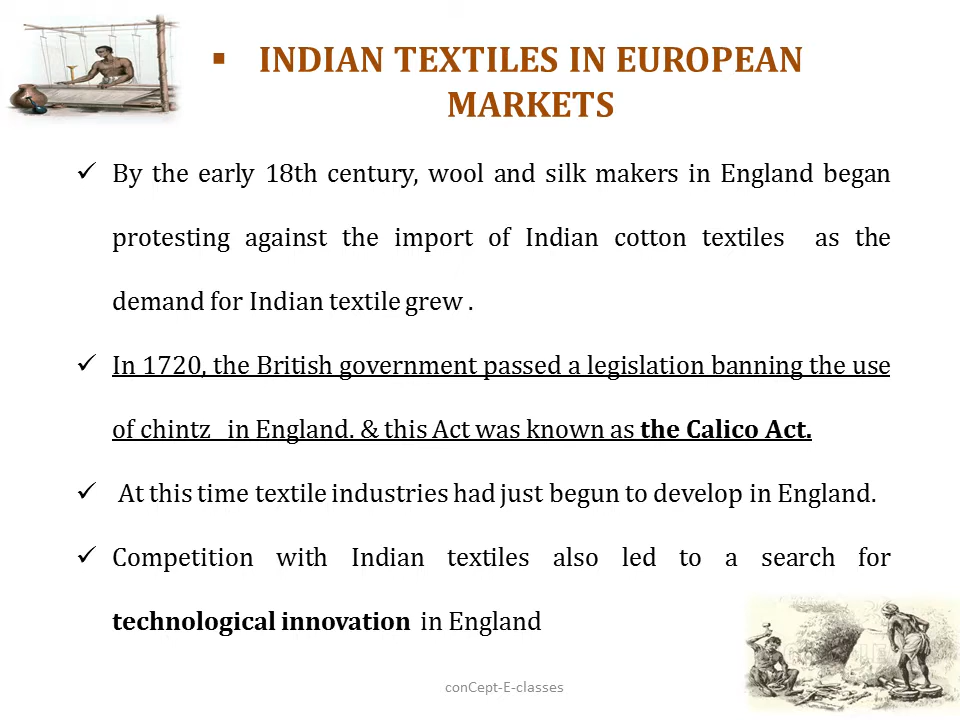 INDIAN TEXTILES IN EUROPEAN
MARKETS
By the early 18th century, wool and silk makers in England began
protesting against the import of Indian cotton textiles as the
demand for Indian textile grew .
In 1720, the British government passed a legislation banning the use
of chintz in England. & this Act was known as the Calico Act.
At this time textile industries had just begun to develop in England.
Competition with Indian textiles also led to a search for
technological innovation in England
conCept-E-classes